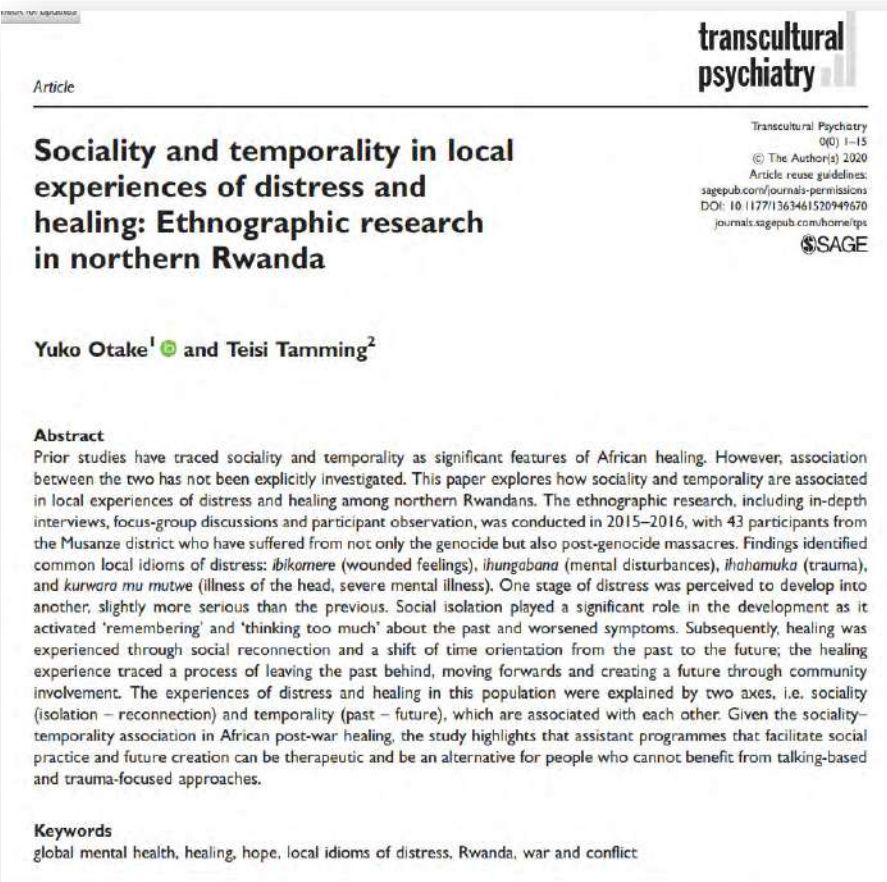 transcultural
psychiatry
Article
Transcultural Psychiatry
0(0) 1–15
© The Author(s) 2020
Article reuse guidelines:
sagepub.com/journals-permissions
DOI: 10.1177/1363461520949670
journals.sagepub.com/home/tps
SAGE
Sociality and temporality in local
experiences of distress and
healing: Ethnographic research
in northern Rwanda
Yuko Otake1 and Teisi Tamming2
Abstract
Prior studies have traced sociality and temporality as significant features of African healing. However, association
between the two has not been explicitly investigated. This paper explores how sociality and temporality are associated
in local experiences of distress and healing among northern Rwandans. The ethnographic research, including in-depth
interviews, focus-group discussions and participant observation, was conducted in 2015–2016, with 43 participants from
the Musanze district who have suffered from not only the genocide but also post-genocide massacres. Findings identified
common local idioms of distress: ibikomere (wounded feelings), ihungabana (mental disturbances), ihahamuka (trauma),
and kurwara mu mutwe (illness of the head, severe mental illness). One stage of distress was perceived to develop into
another, slightly more serious than the previous. Social isolation played a significant role in the development as it
activated ‘remembering’ and ‘thinking too much’ about the past and worsened symptoms. Subsequently, healing was
experienced through social reconnection and a shift of time orientation from the past to the future; the healing
experience traced a process of leaving the past behind, moving forwards and creating a future through community
involvement. The experiences of distress and healing in this population were explained by two axes, i.e. sociality
(isolation – reconnection) and temporality (past – future), which are associated with each other. Given the sociality–
temporality association in African post-war healing, the study highlights that assistant programmes that facilitate social
practice and future creation can be therapeutic and be an alternative for people who cannot benefit from talking-based
and trauma-focused approaches.
Keywords
global mental health, healing, hope, local idioms of distress, Rwanda, war and conflict